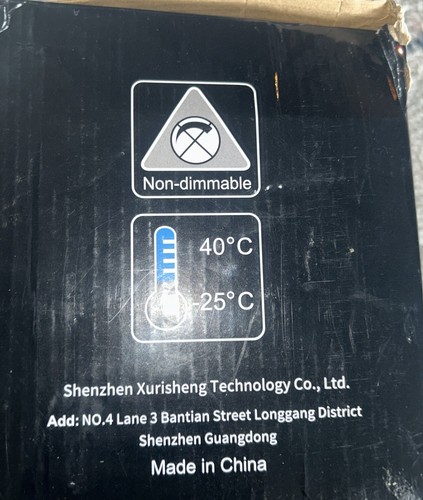 Non-dimmable
40°C
-25°C
Shenzhen Xurisheng Technology Co., Ltd.
Add: NO.4 Lane 3 Bantian Street Longgang District
Shenzhen Guangdong
Made in China